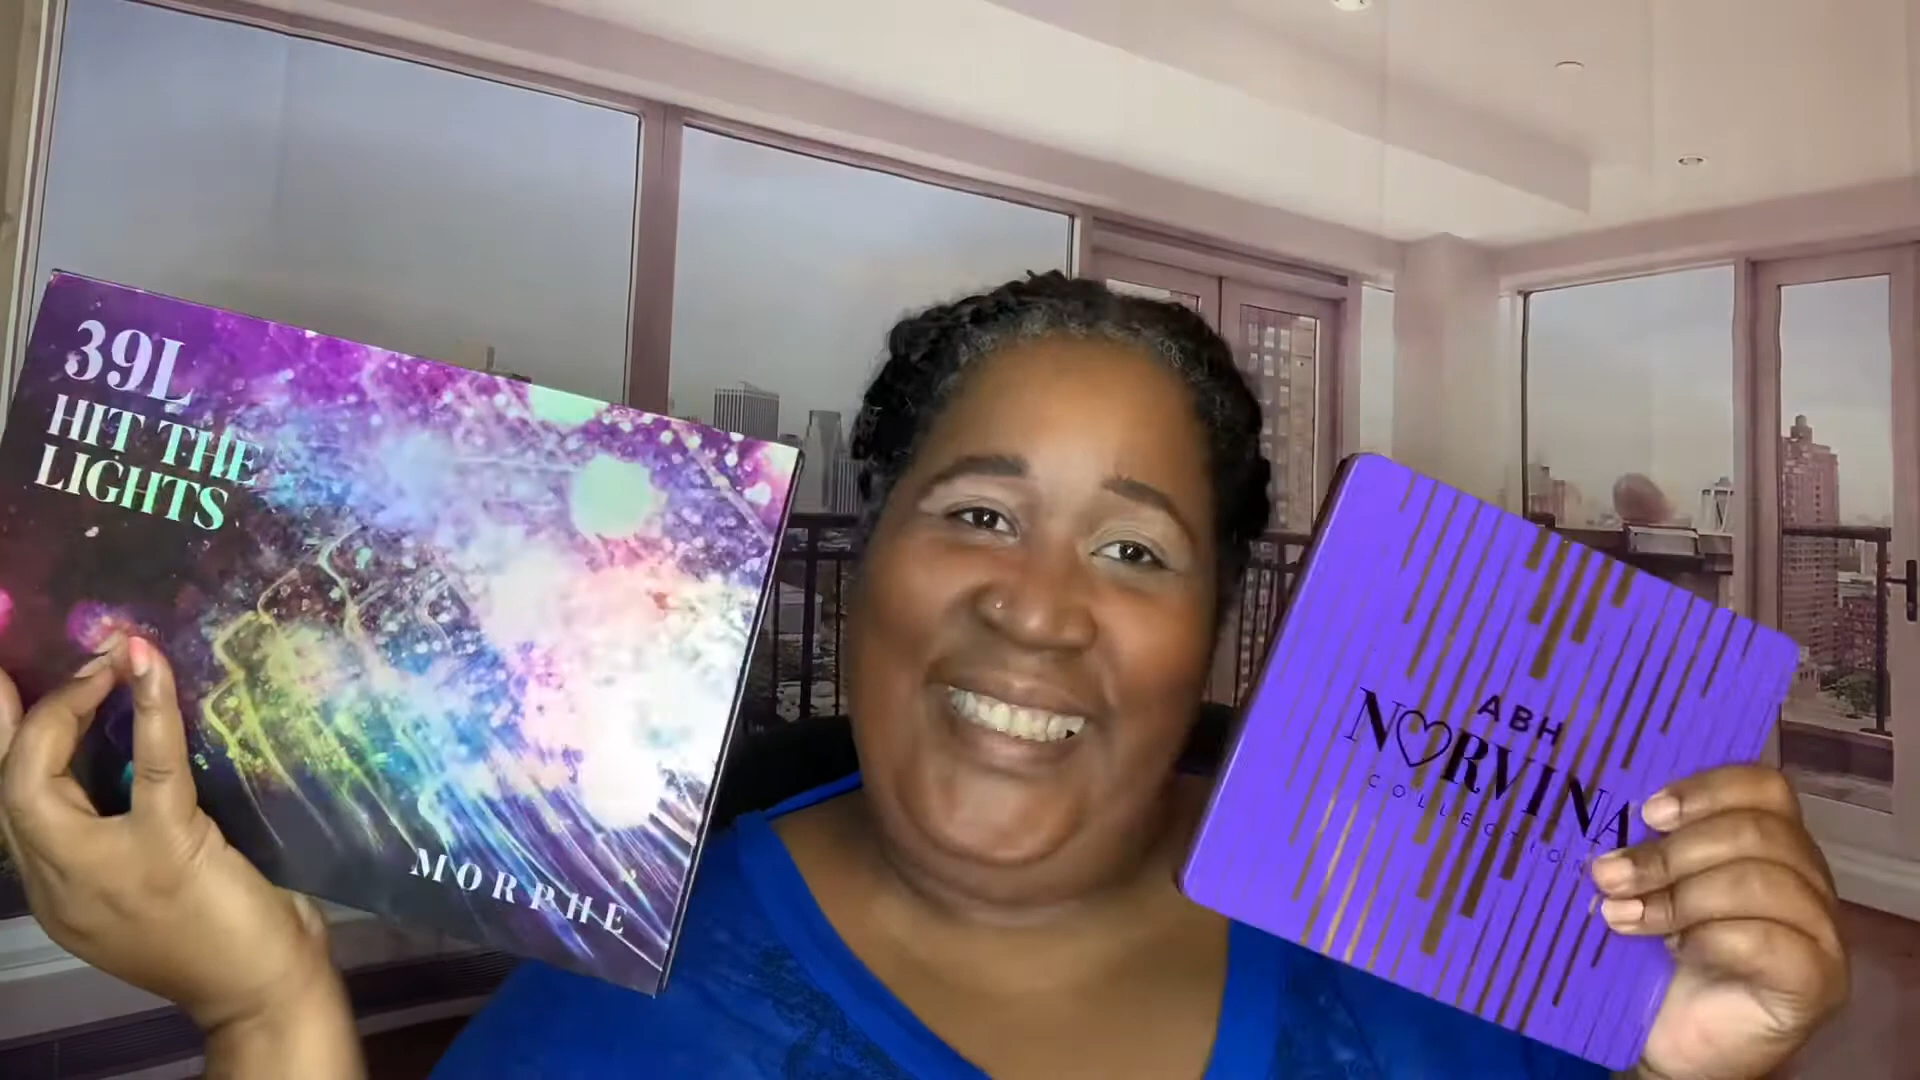 39L
HIT THE
LIGHTS
MORPHE
ABH
NORVINA
COLLECTION